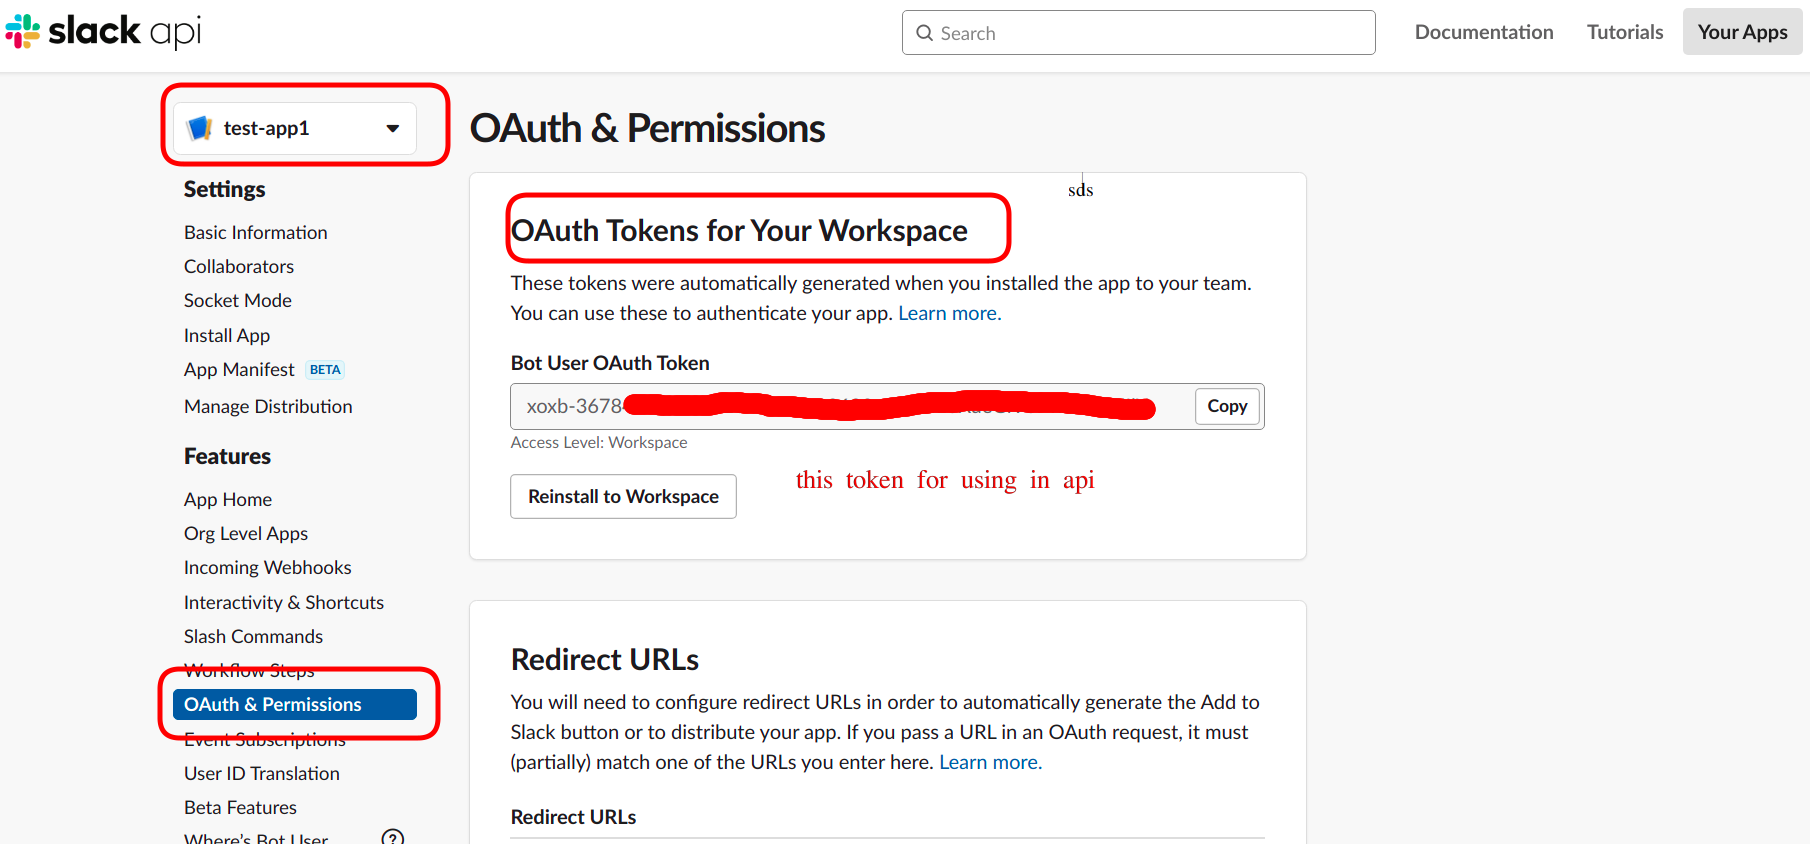 slack api
Search
Documentation
Tutorials
Your Apps
test-app1
Settings
Basic Information
Collaborators
Socket Mode
Install App
App Manifest BETA
Manage Distribution
Features
App Home
Org Level Apps
Incoming Webhooks
Interactivity & Shortcuts
Slash Commands
Workflow Steps
OAuth & Permissions
Event Subscriptions
User ID Translation
Beta Features
Where's Bot User ?
OAuth & Permissions
sds
OAuth Tokens for Your Workspace
These tokens were automatically generated when you installed the app to your team.
You can use these to authenticate your app. Learn more.
Bot User OAuth Token
xoxb-3678
Copy
Access Level: Workspace
this token for using in api
Reinstall to Workspace
Redirect URLs
You will need to configure redirect URLs in order to automatically generate the Add to
Slack button or to distribute your app. If you pass a URL in an OAuth request, it must
(partially) match one of the URLs you enter here. Learn more.
Redirect URLs